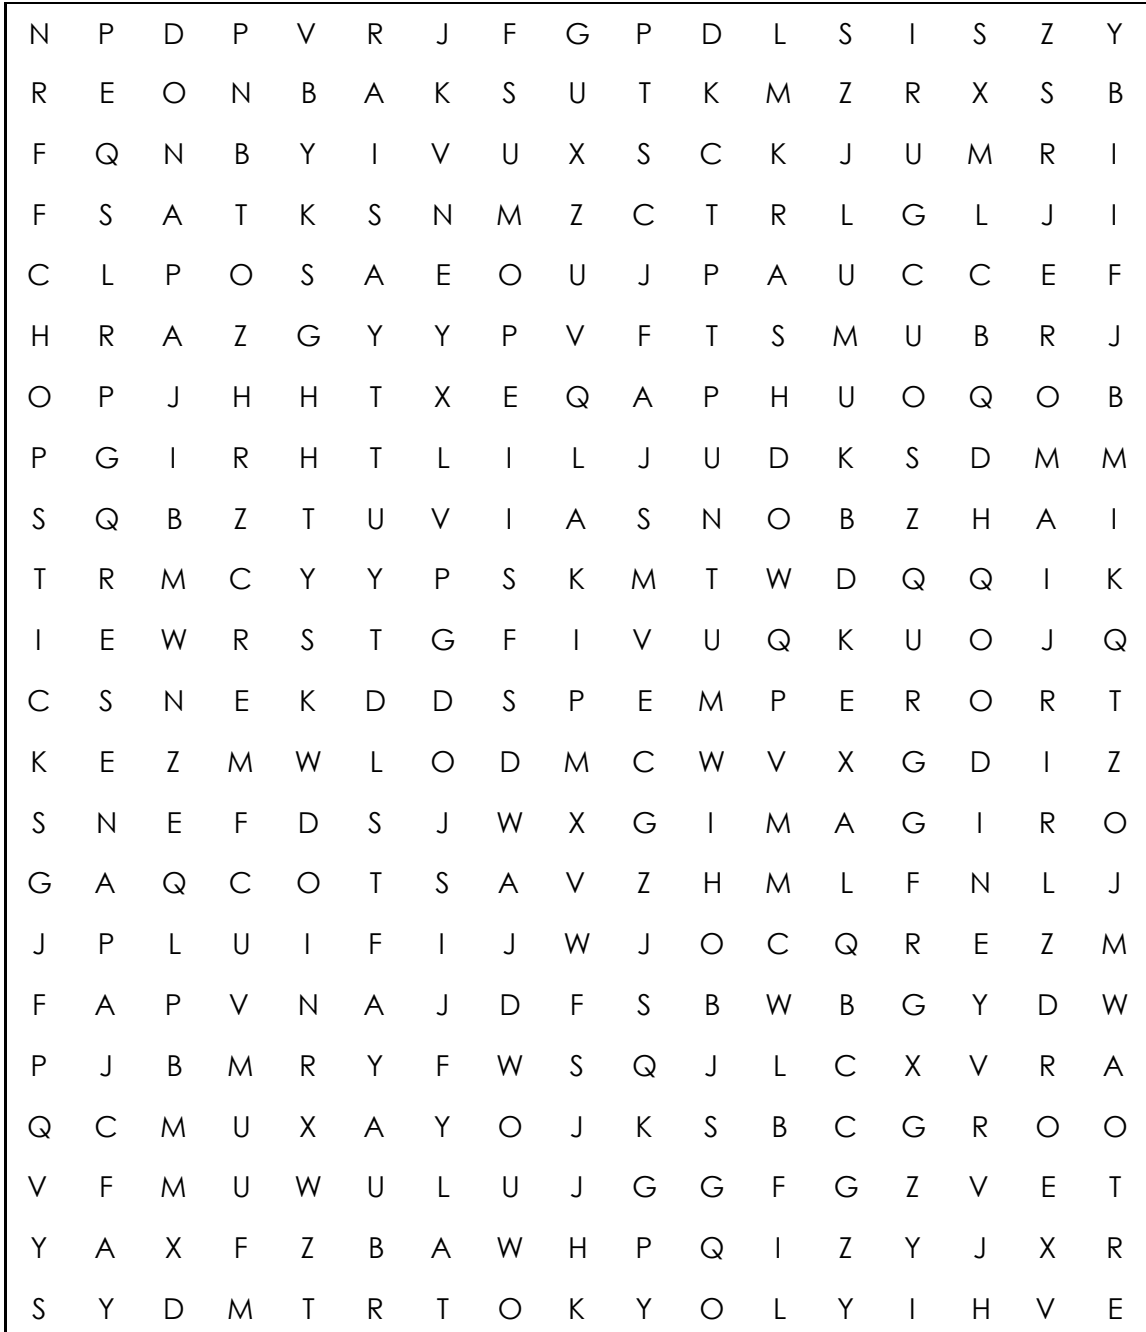 N P D P V R J F G P D L S I S Z Y
R E O N B A K S U T K M Z R X S B
F Q N B Y I V U X S C K J U M R I
F S A T K S N M Z C T R L G L J I
C L P O S A E O U J P A U C C E F
H R A Z G Y Y P V F T S M U B R J
O P J H H T X E Q A P H U O Q O B
P G I R H T L I L J U D K S D M M
S Q B Z T U V I A S N O B Z H A I
T R M C Y Y P S K M T W D Q Q I K
I E W R S T G F I V U Q K U O J Q
C S N E K D D S P E M P E R O R T
K E Z M W L O D M C W V X G D I Z
S N E F D S J W X G I M A G I R O
G A Q C O T S A V Z H M L F N L J
J P L U I F I J W J O C Q R E Z M
F A P V N A J D F S B W B G Y D W
P J B M R Y F W S Q J L C X V R A
Q C M U X A Y O J K S B C G R O O
V F M U W U L U J G G F G Z V E T
Y A X F Z B A W H P Q I Z Y J X R
S Y D M T R T O K Y O L Y I H V E